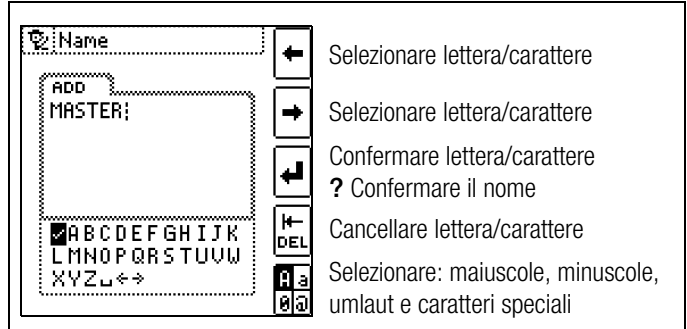 Name
ADD
MASTER
ABCDEFGHIJK
LMNOPQRSTUVW
XYZ␣←→
DEL
A a
0 @
Selezionare lettera/carattere
Selezionare lettera/carattere
Confermare lettera/carattere
? Confermare il nome
Cancellare lettera/carattere
Selezionare: maiuscole, minuscole,
umlaut e caratteri speciali